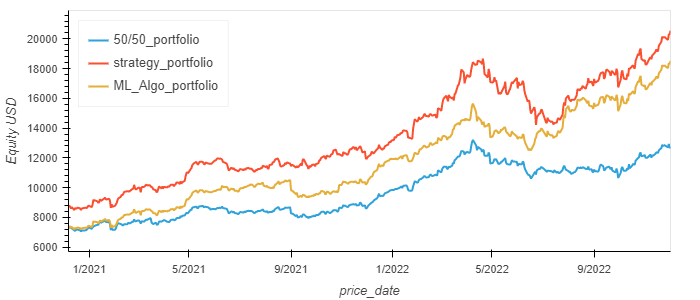 50/50_portfolio
strategy_portfolio
ML_Algo_portfolio
Equity USD
20000
18000
16000
14000
12000
10000
8000
6000
1/2021
5/2021
9/2021
1/2022
5/2022
9/2022
price_date